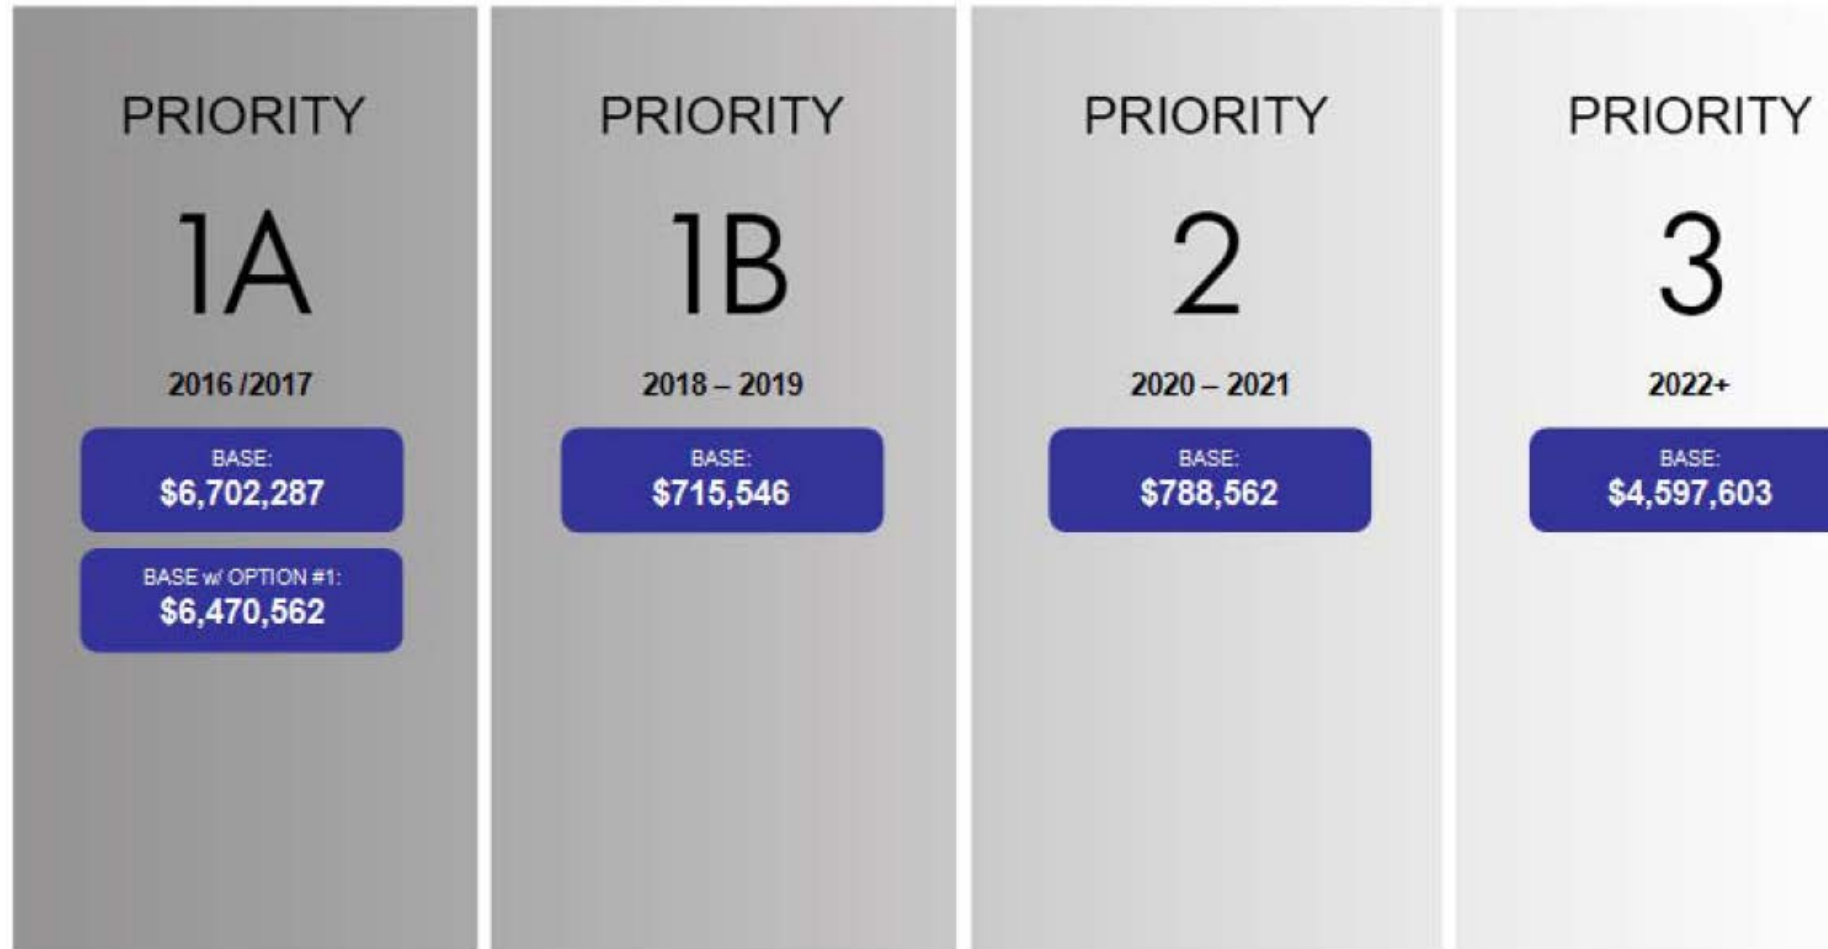 PRIORITY
1A
2016 /2017
BASE:
$6,702,287
BASE w/ OPTION #1:
$6,470,562
PRIORITY
1B
2018 – 2019
BASE:
$715,546
PRIORITY
2
2020 – 2021
BASE:
$788,562
PRIORITY
3
2022+
BASE:
$4,597,603